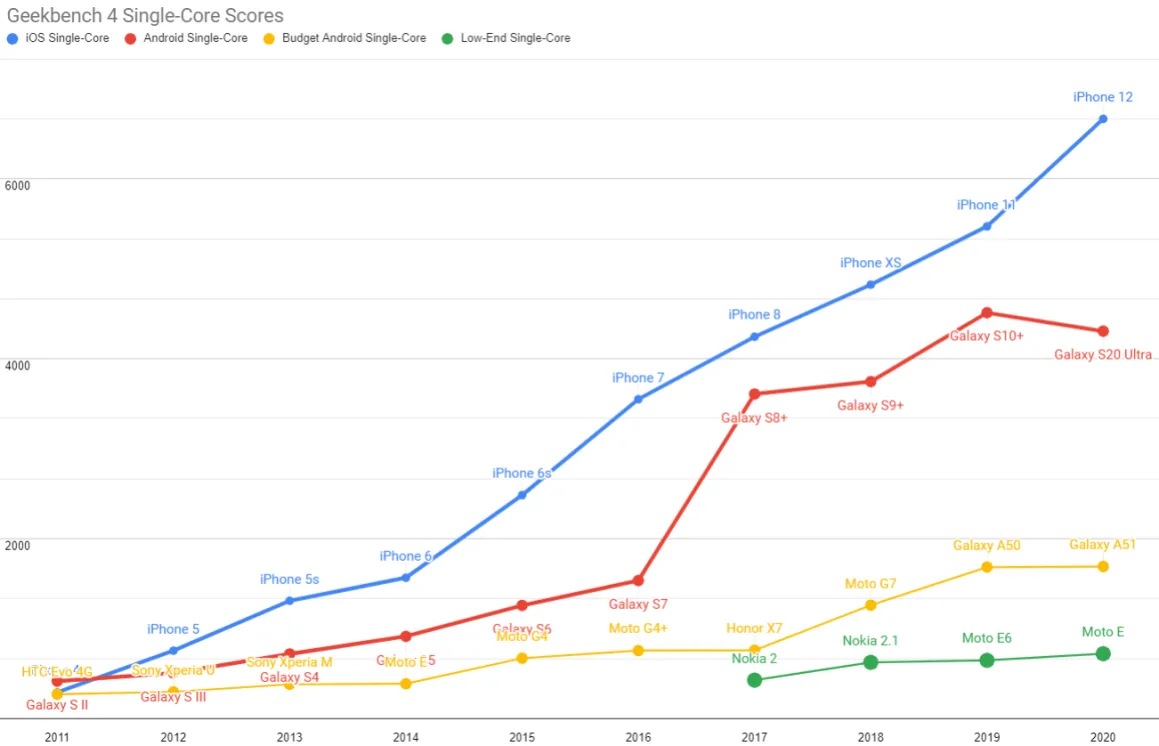 Geekbench 4 Single-Core Scores
iOS Single-Core Android Single-Core Budget Android Single-Core Low-End Single-Core
iPhone 12
6000
iPhone 11
iPhone XS
iPhone 8
Galaxy S10+
Galaxy S20 Ultra
4000
iPhone 7
Galaxy S9+
Galaxy S8+
iPhone 6s
2000
Galaxy A50
Galaxy A51
iPhone 6
iPhone 5s
Moto G7
Galaxy S7
iPhone 5
Galaxy S6
Moto G4
Moto G4+
Honor X7
Nokia 2.1
Moto E6
Moto E
Nokia 2
HTC Evo 4G
Sony Xperia U
Sony Xperia M
Moto E
Galaxy S4
Galaxy S II
Galaxy S III
2011 2012 2013 2014 2015 2016 2017 2018 2019 2020